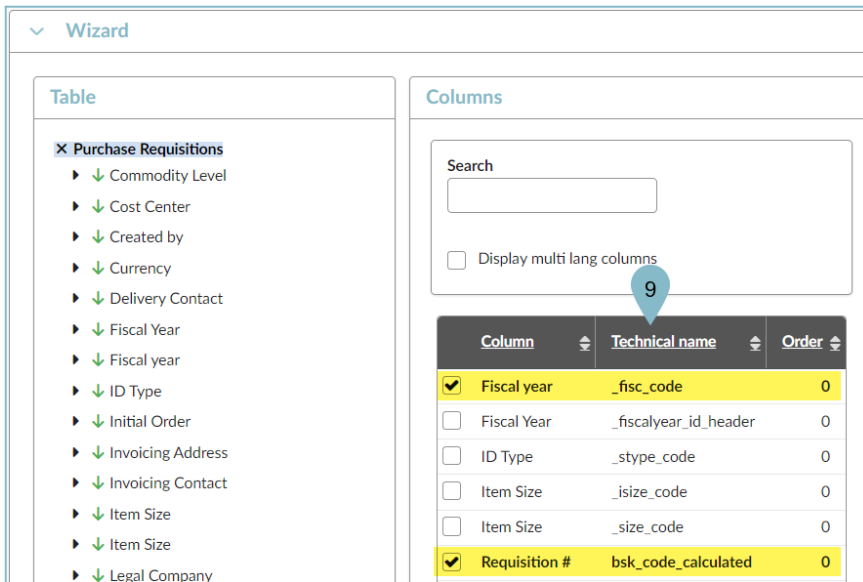 Wizard
Table
Purchase Requisitions
Commodity Level
Cost Center
Created by
Currency
Delivery Contact
Fiscal Year
Fiscal year
ID Type
Initial Order
Invoicing Address
Invoicing Contact
Item Size
Item Size
Legal Company
Columns
Search
Display multi lang columns
9
Column Technical name Order
Fiscal year _fisc_code 0
Fiscal Year _fiscalyear_id_header 0
ID Type _stype_code 0
Item Size _isize_code 0
Item Size _size_code 0
Requisition # bsk_code_calculated 0